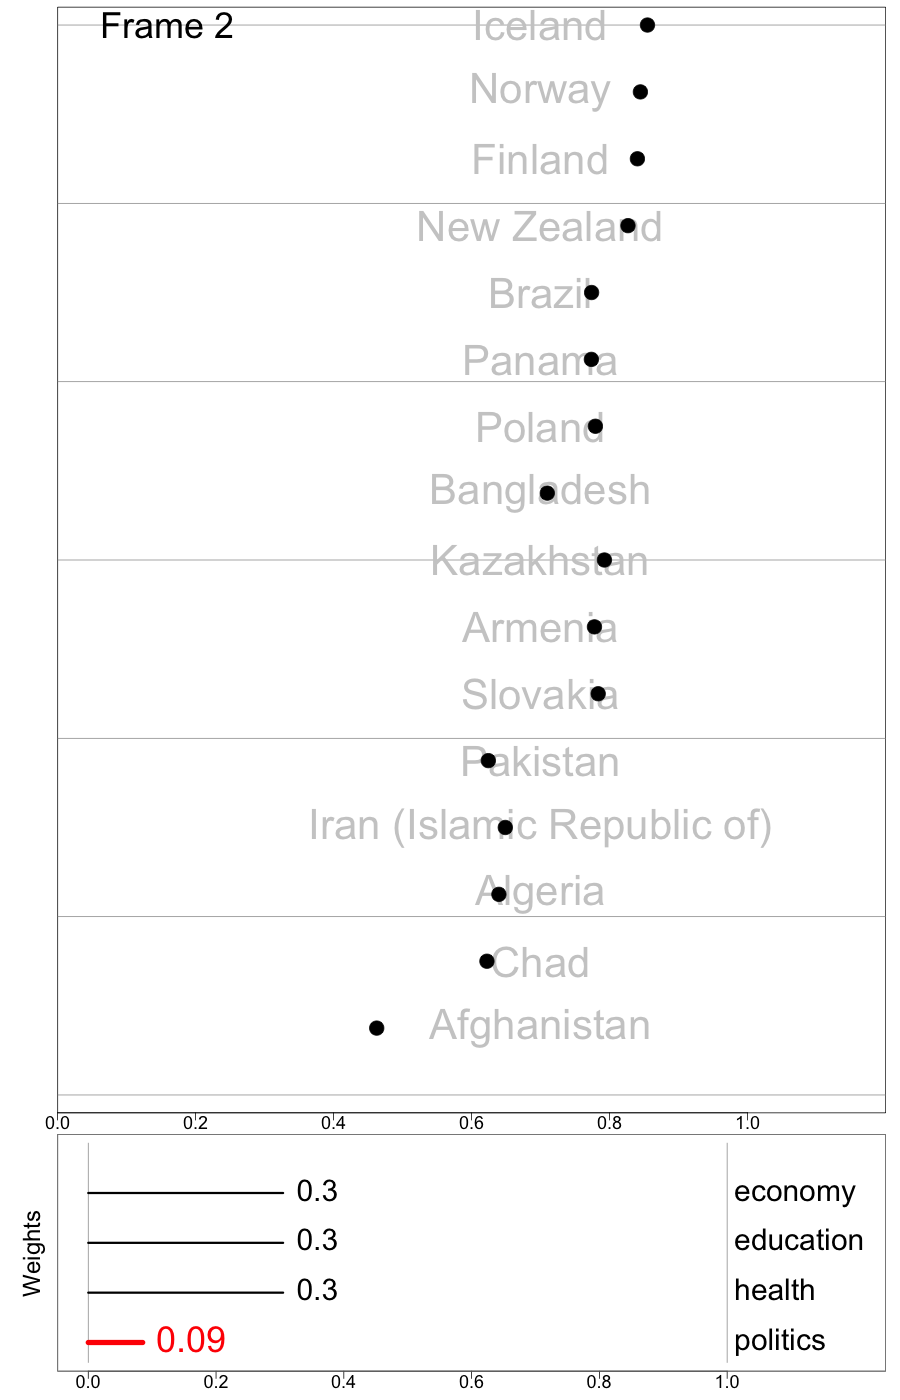 Frame 2
Iceland
Norway
Finland
New Zealand
Brazil
Panama
Poland
Bangladesh
Kazakhstan
Armenia
Slovakia
Pakistan
Iran (Islamic Republic of)
Algeria
Chad
Afghanistan
0.0 0.2 0.4 0.6 0.8 1.0
Weights
0.3 economy
0.3 education
0.3 health
0.09 politics
0.0 0.2 0.4 0.6 0.8 1.0